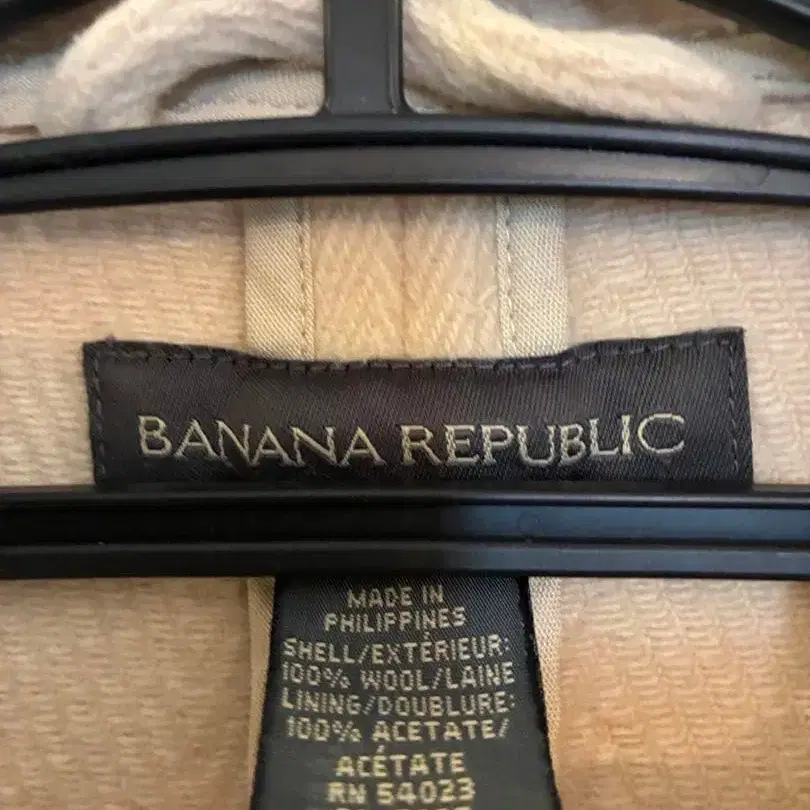 BANANA REPUBLIC
MADE IN
PHILIPPINES
SHELL/EXTÉRIEUR:
100% WOOL/LAINE
LINING/DOUBLURE:
100% ACETATE/
ACÉTATE
RN 54023